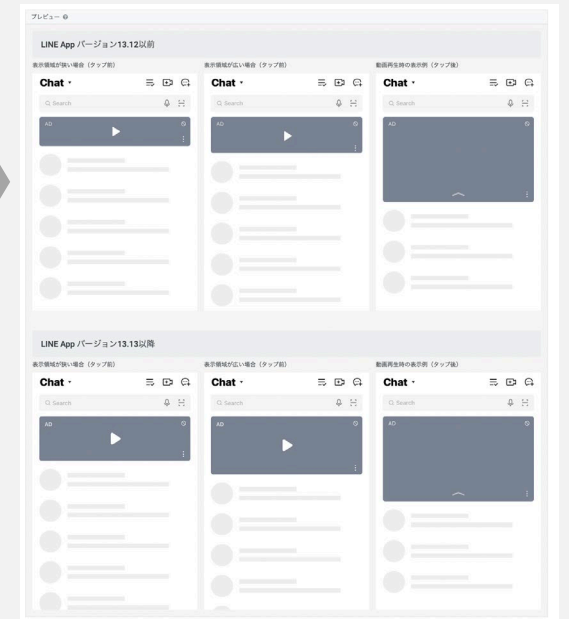 プレビュー
LINE App バージョン13.12以前
表示領域が狭い場合（タップ前）
表示領域が広い場合（タップ前）
動画再生時の表示例（タップ後）
Chat
Chat
Chat
Search
Search
Search
AD
AD
AD
LINE App バージョン13.13以降
表示領域が狭い場合（タップ前）
表示領域が広い場合（タップ前）
動画再生時の表示例（タップ後）
Chat
Chat
Chat
Search
Search
Search
AD
AD
AD